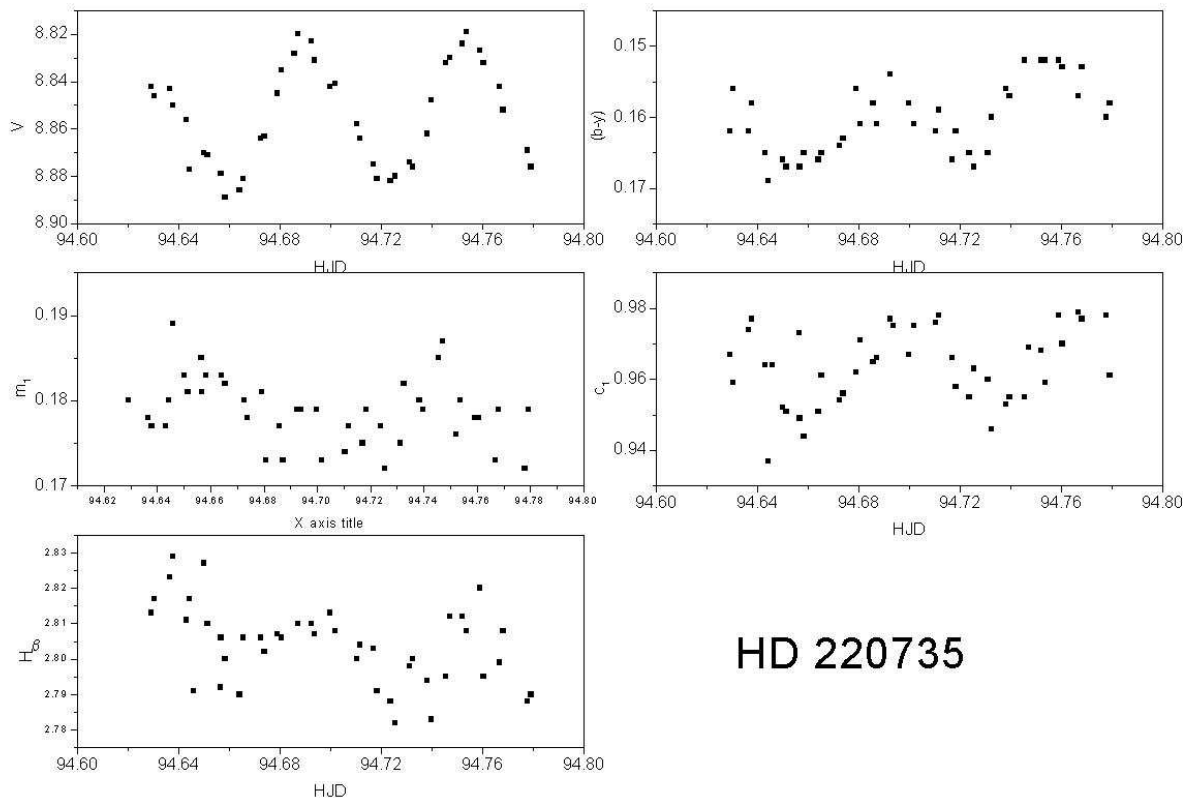 8.82
8.84
8.86
8.88
8.90
V
94.60 94.64 94.68 94.72 94.76 94.80
HJD
0.15
0.16
0.17
(b-y)
94.60 94.64 94.68 94.72 94.76 94.80
HJD
0.19
0.18
0.17
m1
94.62 94.64 94.66 94.68 94.70 94.72 94.74 94.76 94.78 94.80
X axis title
0.98
0.96
0.94
c1
94.60 94.64 94.68 94.72 94.76 94.80
HJD
2.83
2.82
2.81
2.80
2.79
2.78
Hβ
94.60 94.64 94.68 94.72 94.76 94.80
HJD
HD 220735